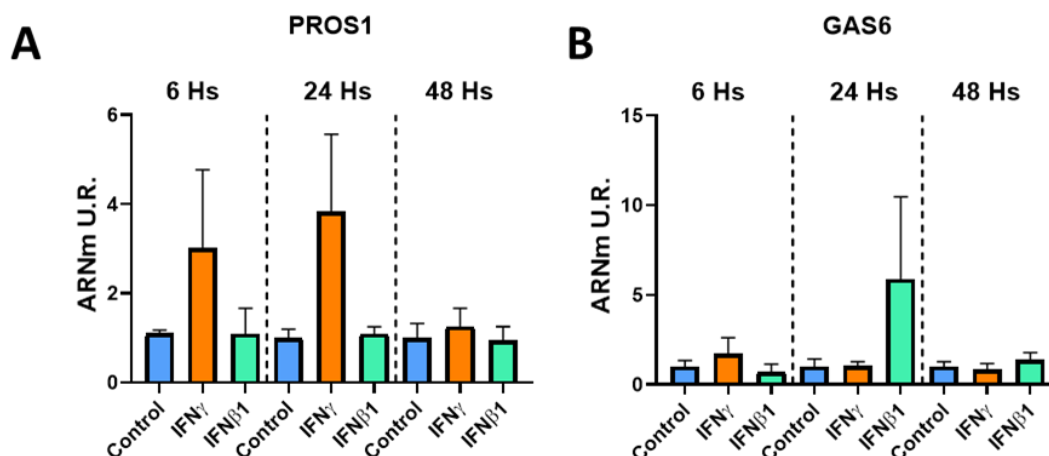 A
PROS1
6 Hs 24 Hs 48 Hs
ARNm U.R.
6
4
2
0
Control IFNγ IFNβ1 Control IFNγ IFNβ1 Control IFNγ IFNβ1
B
GAS6
6 Hs 24 Hs 48 Hs
ARNm U.R.
15
10
5
0
Control IFNγ IFNβ1 Control IFNγ IFNβ1 Control IFNγ IFNβ1